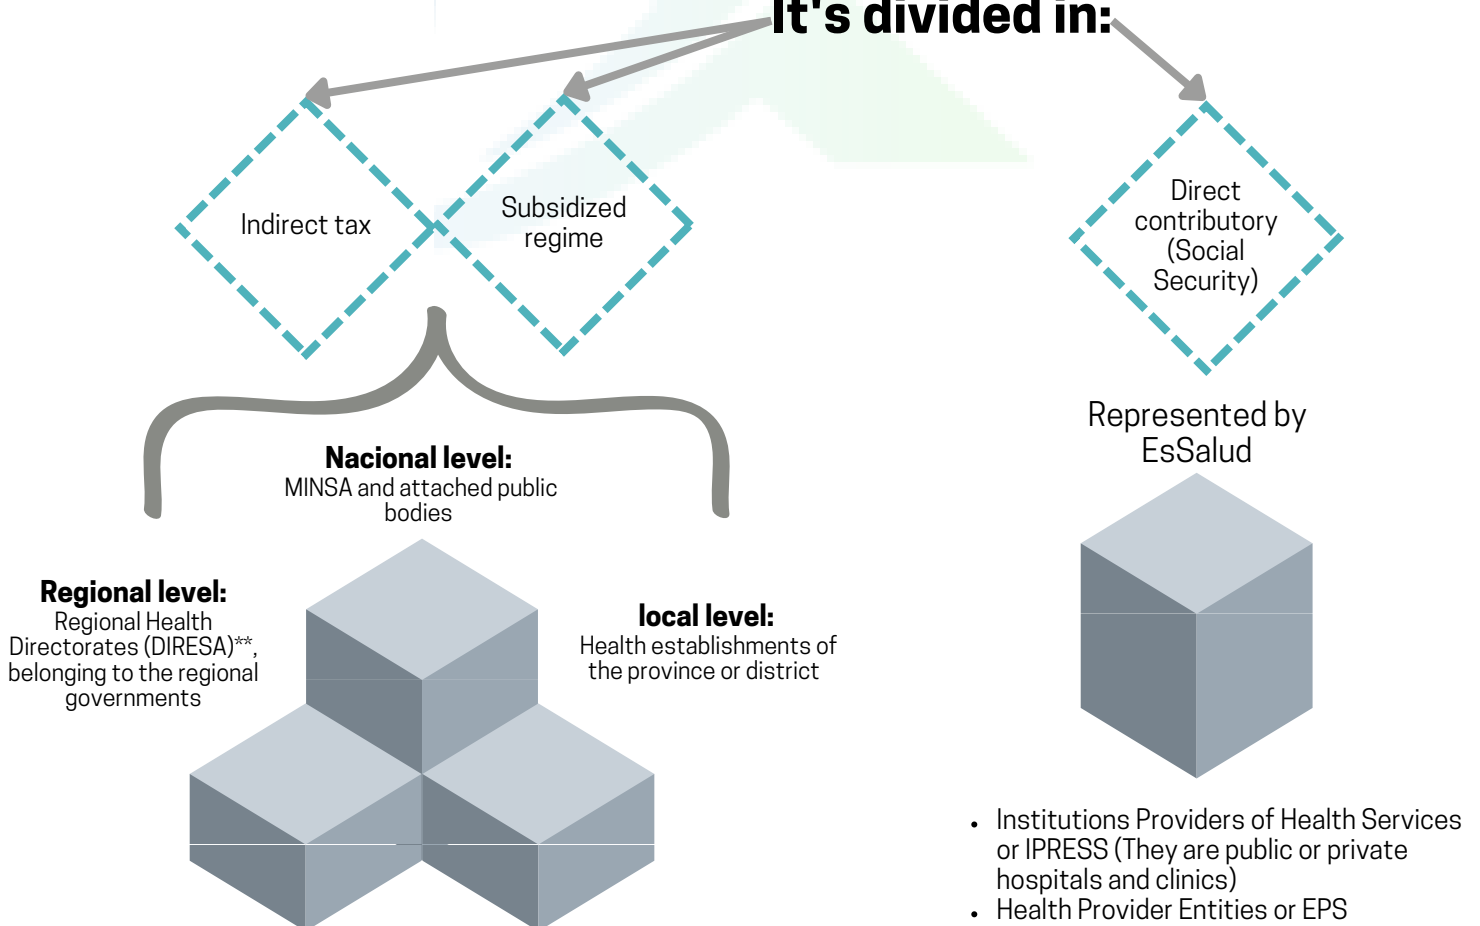 It's divided in:
Indirect tax
Subsidized
regime
Direct
contributory
(Social
Security)
Nacional level:
MINSA and attached public
bodies
Regional level:
Regional Health
Directorates (DIRESA)**,
belonging to the regional
governments
local level:
Health establishments of
the province or district
Represented by
EsSalud
• Institutions Providers of Health Services
or IPRESS (They are public or private
hospitals and clinics)
• Health Provider Entities or EPS